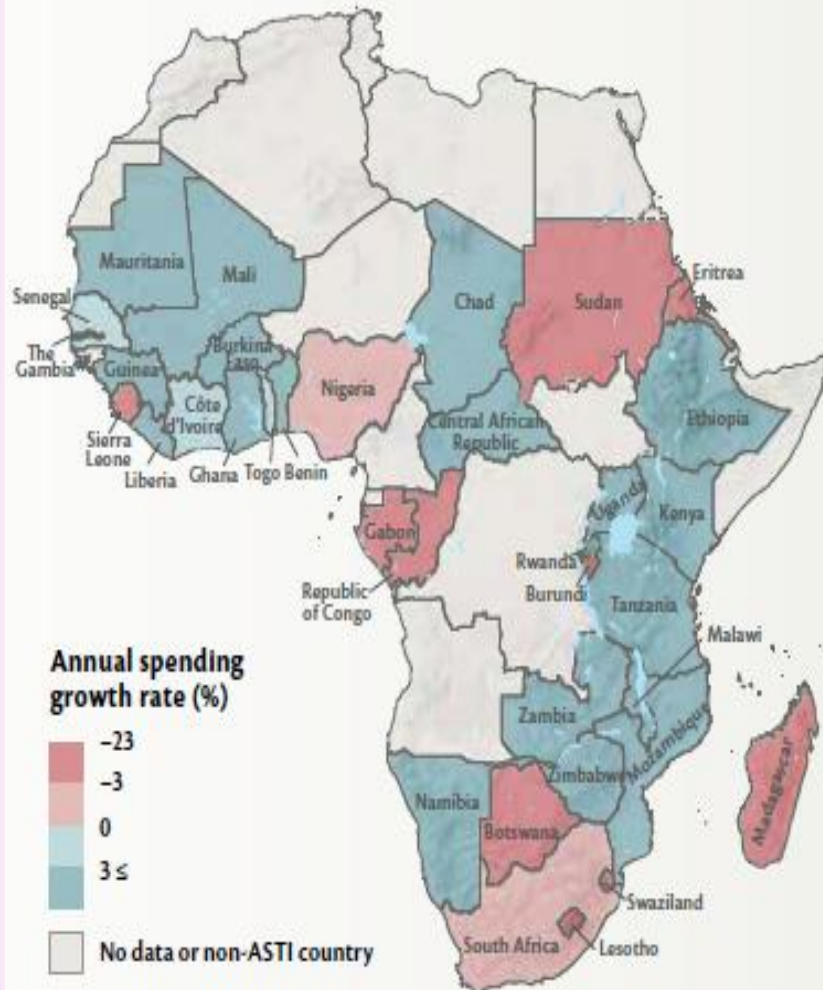 Mauritania
Mali
Chad
Sudan
Eritrea
Senegal
The
Gambia
Guinea
Burkina
Faso
Nigeria
Ethiopia
Côte
d'Ivoire
Central African
Republic
Sierra
Leone
Liberia
Ghana
Togo
Benin
Uganda
Kenya
Gabon
Rwanda
Republic
of Congo
Burundi
Tanzania
Malawi
Annual spending
growth rate (%)
–23
–3
0
3 ≤
No data or non-ASTI country
Zambia
Mozambique
Zimbabwe
Namibia
Botswana
Madagascar
Swaziland
South Africa
Lesotho